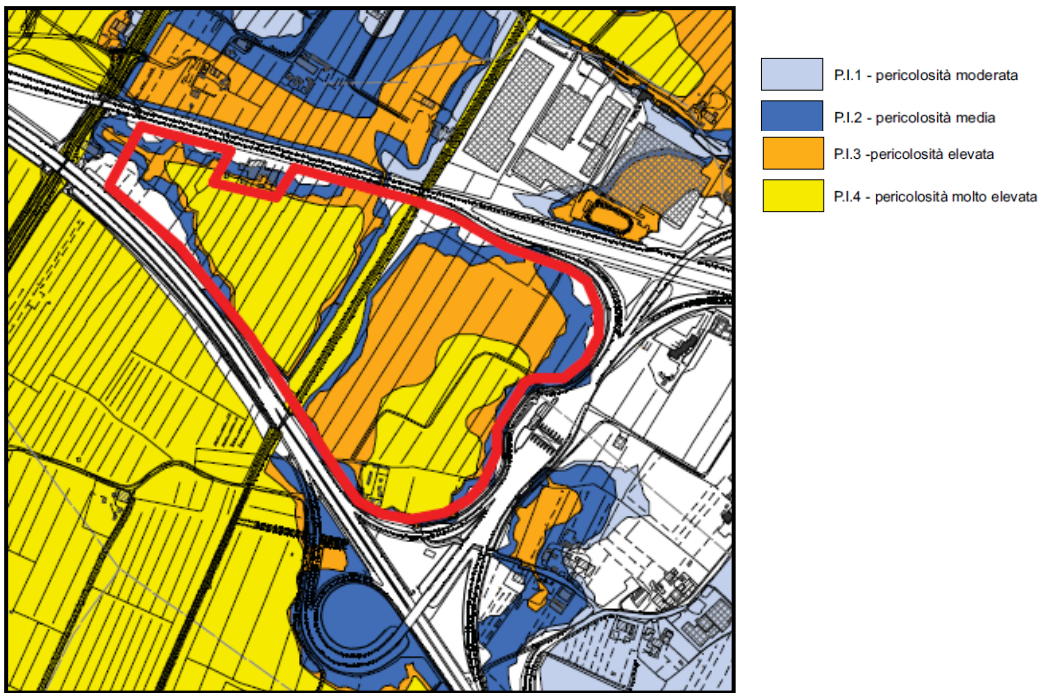 P.I.1 - pericolosità moderata
P.I.2 - pericolosità media
P.I.3 -pericolosità elevata
P.I.4 - pericolosità molto elevata